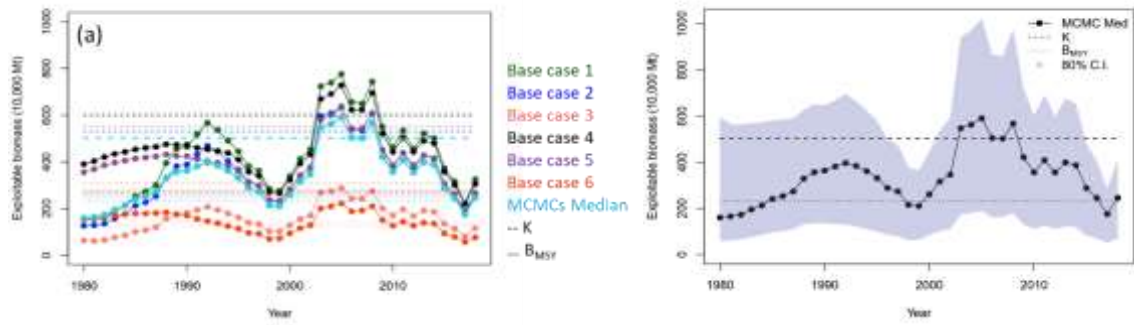 (a)
Exploitable biomass (10,000 Mt)
1000
800
600
400
200
0
1980 1990 2000 2010
Year
Base case 1
Base case 2
Base case 3
Base case 4
Base case 5
Base case 6
MCMCs Median
-- K
__ BMSY
Exploitable biomass (10,000 Mt)
1000
800
600
400
200
0
1980 1990 2000 2010
Year
MCMC Med
K
BMSY
80% C.I.